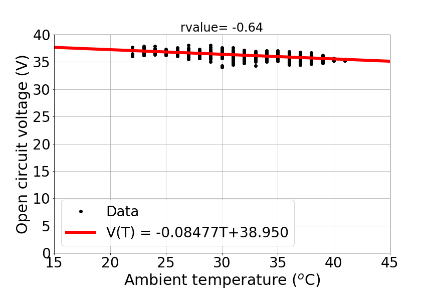 rvalue= -0.64
Open circuit voltage (V)
40
35
30
25
20
15
10
5
0
Data
V(T) = -0.08477T+38.950
15 20 25 30 35 40 45
Ambient temperature (°C)